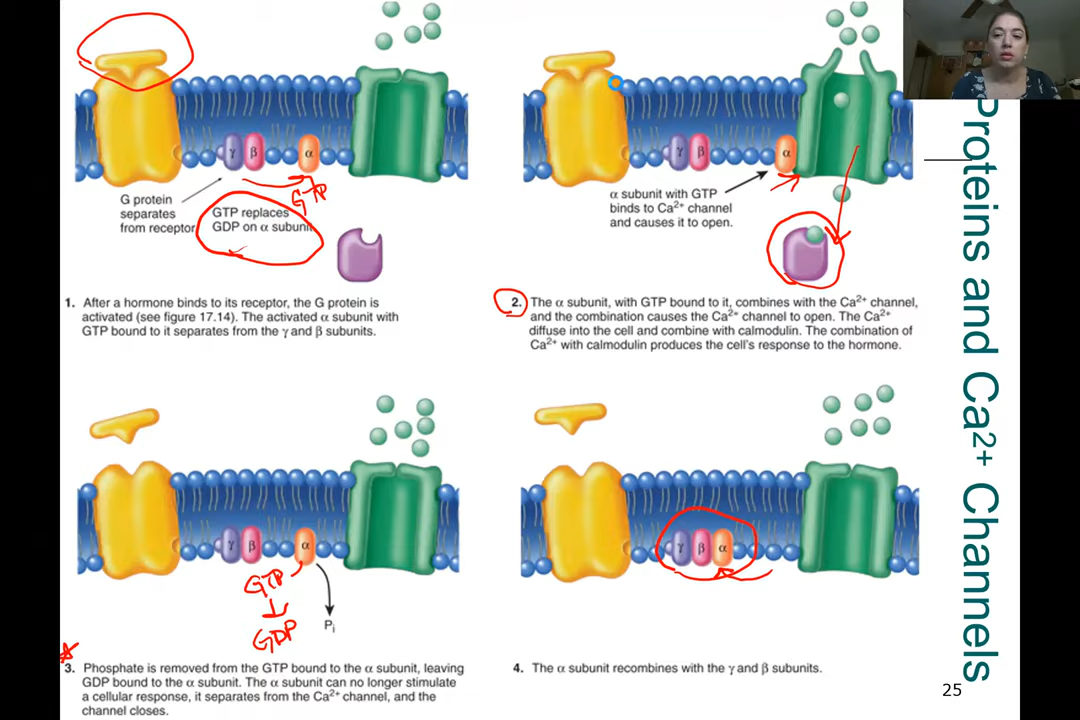 G protein
separates
from receptor
GTP replaces
GDP on α subunit
γ
β
α
GTP
1. After a hormone binds to its receptor, the G protein is
activated (see figure 17.14). The activated α subunit with
GTP bound to it separates from the γ and β subunits.
γ
β
α
α subunit with GTP
binds to Ca2+ channel
and causes it to open.
2. The α subunit, with GTP bound to it, combines with the Ca2+ channel,
and the combination causes the Ca2+ channel to open. The Ca2+
diffuse into the cell and combine with calmodulin. The combination of
Ca2+ with calmodulin produces the cell's response to the hormone.
γ
β
α
GTP
GDP
Pi
3. Phosphate is removed from the GTP bound to the α subunit, leaving
GDP bound to the α subunit. The α subunit can no longer stimulate
a cellular response, it separates from the Ca2+ channel, and the
channel closes.
γ
β
α
4. The α subunit recombines with the γ and β subunits.
Proteins and Ca2+ Channels
25